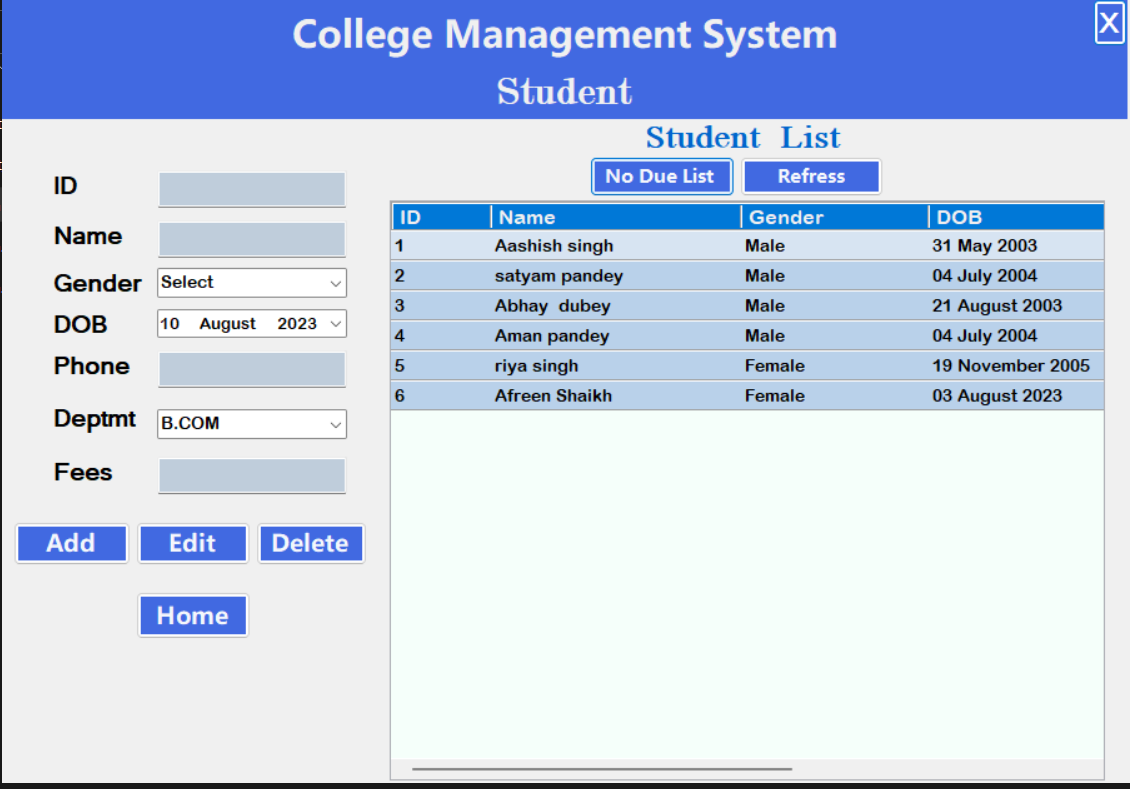 College Management System
X
Student
Student List
No Due List Refress
ID
Name
Gender Select
DOB 10 August 2023
Phone
Deptmt B.COM
Fees
Add Edit Delete
Home
ID Name Gender DOB
1 Aashish singh Male 31 May 2003
2 satyam pandey Male 04 July 2004
3 Abhay dubey Male 21 August 2003
4 Aman pandey Male 04 July 2004
5 riya singh Female 19 November 2005
6 Afreen Shaikh Female 03 August 2023